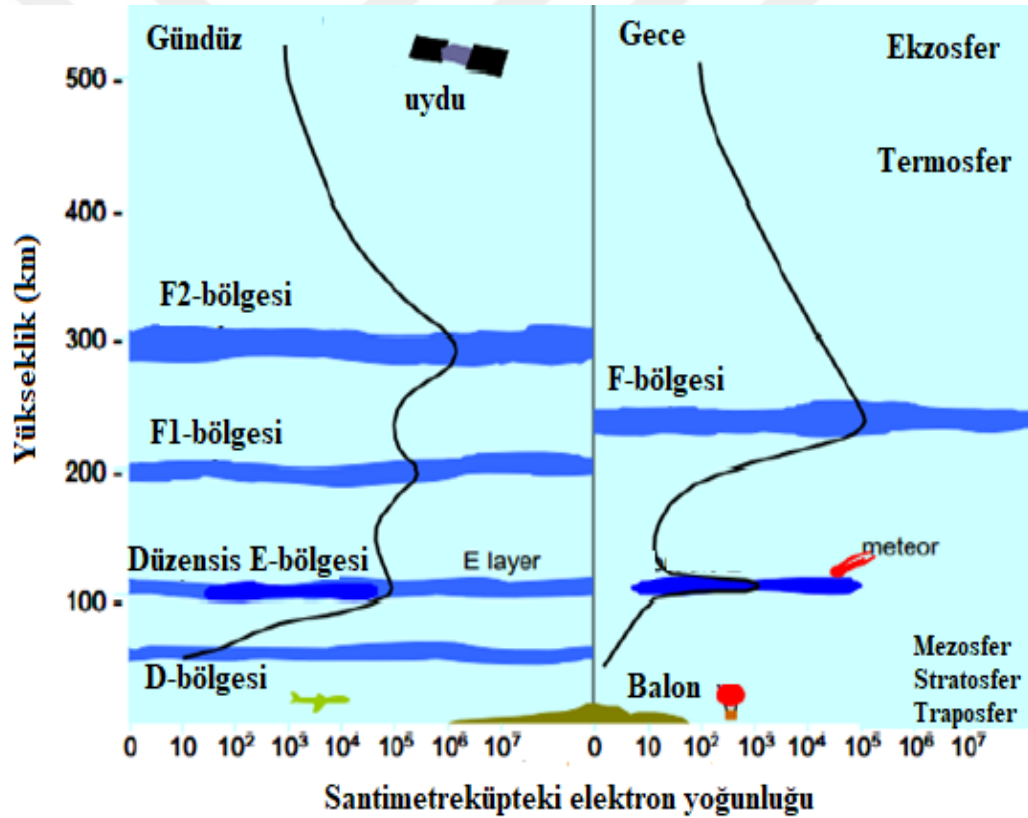 Gündüz
Gece
Ekzosfer
uydu
Termosfer
500 -
400 -
300 -
200 -
100 -
Yükseklik (km)
F2-bölgesi
F-bölgesi
F1-bölgesi
Düzensis E-bölgesi
E layer
meteor
D-bölgesi
Balon
Mezosfer
Stratosfer
Traposfer
0 10 10² 10³ 10⁴ 10⁵ 10⁶ 10⁷ 0 10 10² 10³ 10⁴ 10⁵ 10⁶ 10⁷
Santimetreküpteki elektron yoğunluğu